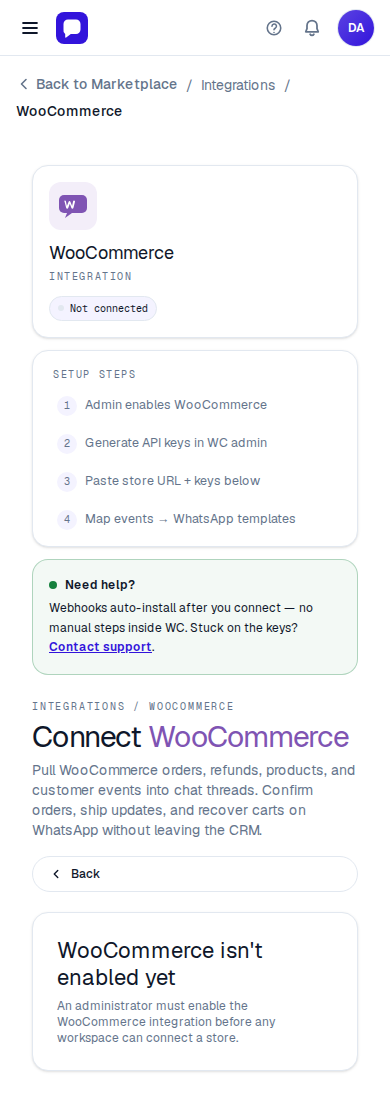 DA
Back to Marketplace / Integrations /
WooCommerce
W
WooCommerce
INTEGRATION
Not connected
SETUP STEPS
1 Admin enables WooCommerce
2 Generate API keys in WC admin
3 Paste store URL + keys below
4 Map events → WhatsApp templates
Need help?
Webhooks auto-install after you connect — no
manual steps inside WC. Stuck on the keys?
Contact support.
INTEGRATIONS / WOOCOMMERCE
Connect WooCommerce
Pull WooCommerce orders, refunds, products, and
customer events into chat threads. Confirm
orders, ship updates, and recover carts on
WhatsApp without leaving the CRM.
Back
WooCommerce isn't
enabled yet
An administrator must enable the
WooCommerce integration before any
workspace can connect a store.